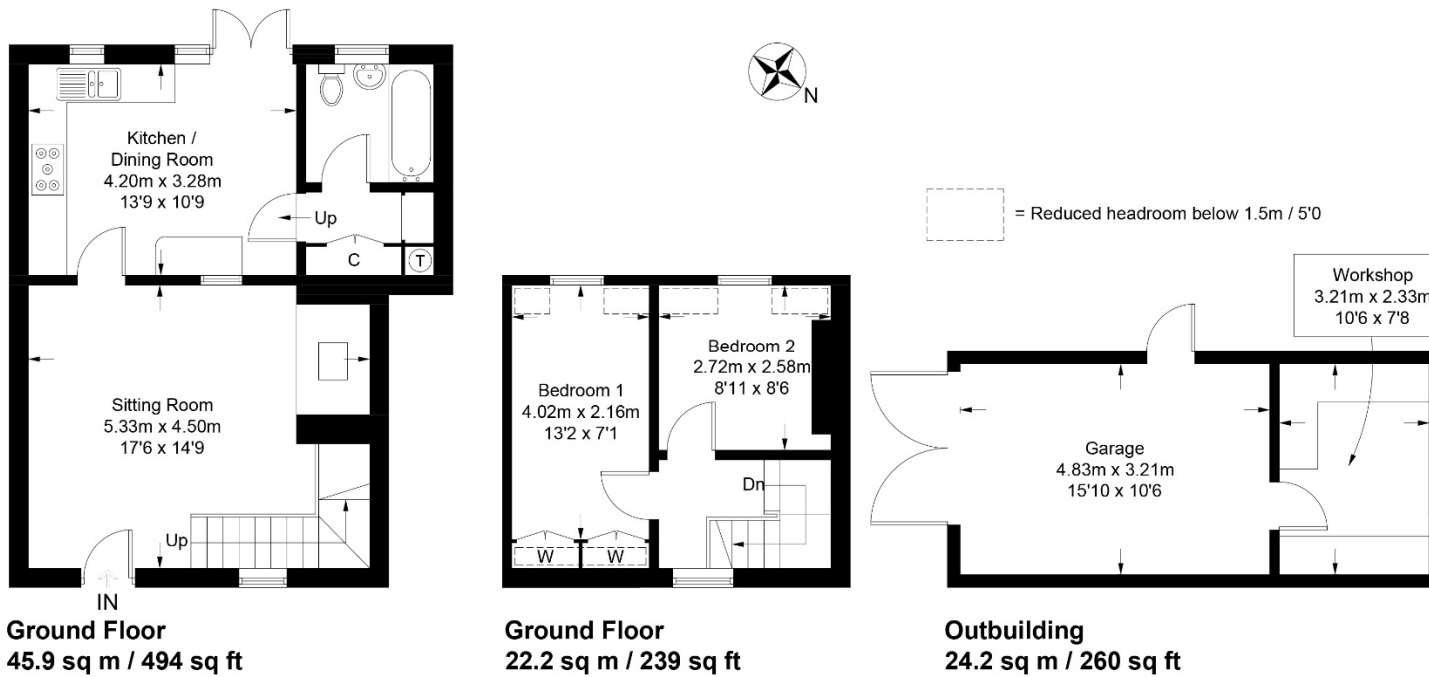 N
Kitchen /
Dining Room
4.20m x 3.28m
13'9 x 10'9
Up
C
T
Sitting Room
5.33m x 4.50m
17'6 x 14'9
Up
IN
Ground Floor
45.9 sq m / 494 sq ft
Bedroom 1
4.02m x 2.16m
13'2 x 7'1
Bedroom 2
2.72m x 2.58m
8'11 x 8'6
Dn
W
W
Ground Floor
22.2 sq m / 239 sq ft
= Reduced headroom below 1.5m / 5'0
Workshop
3.21m x 2.33m
10'6 x 7'8
Garage
4.83m x 3.21m
15'10 x 10'6
Outbuilding
24.2 sq m / 260 sq ft